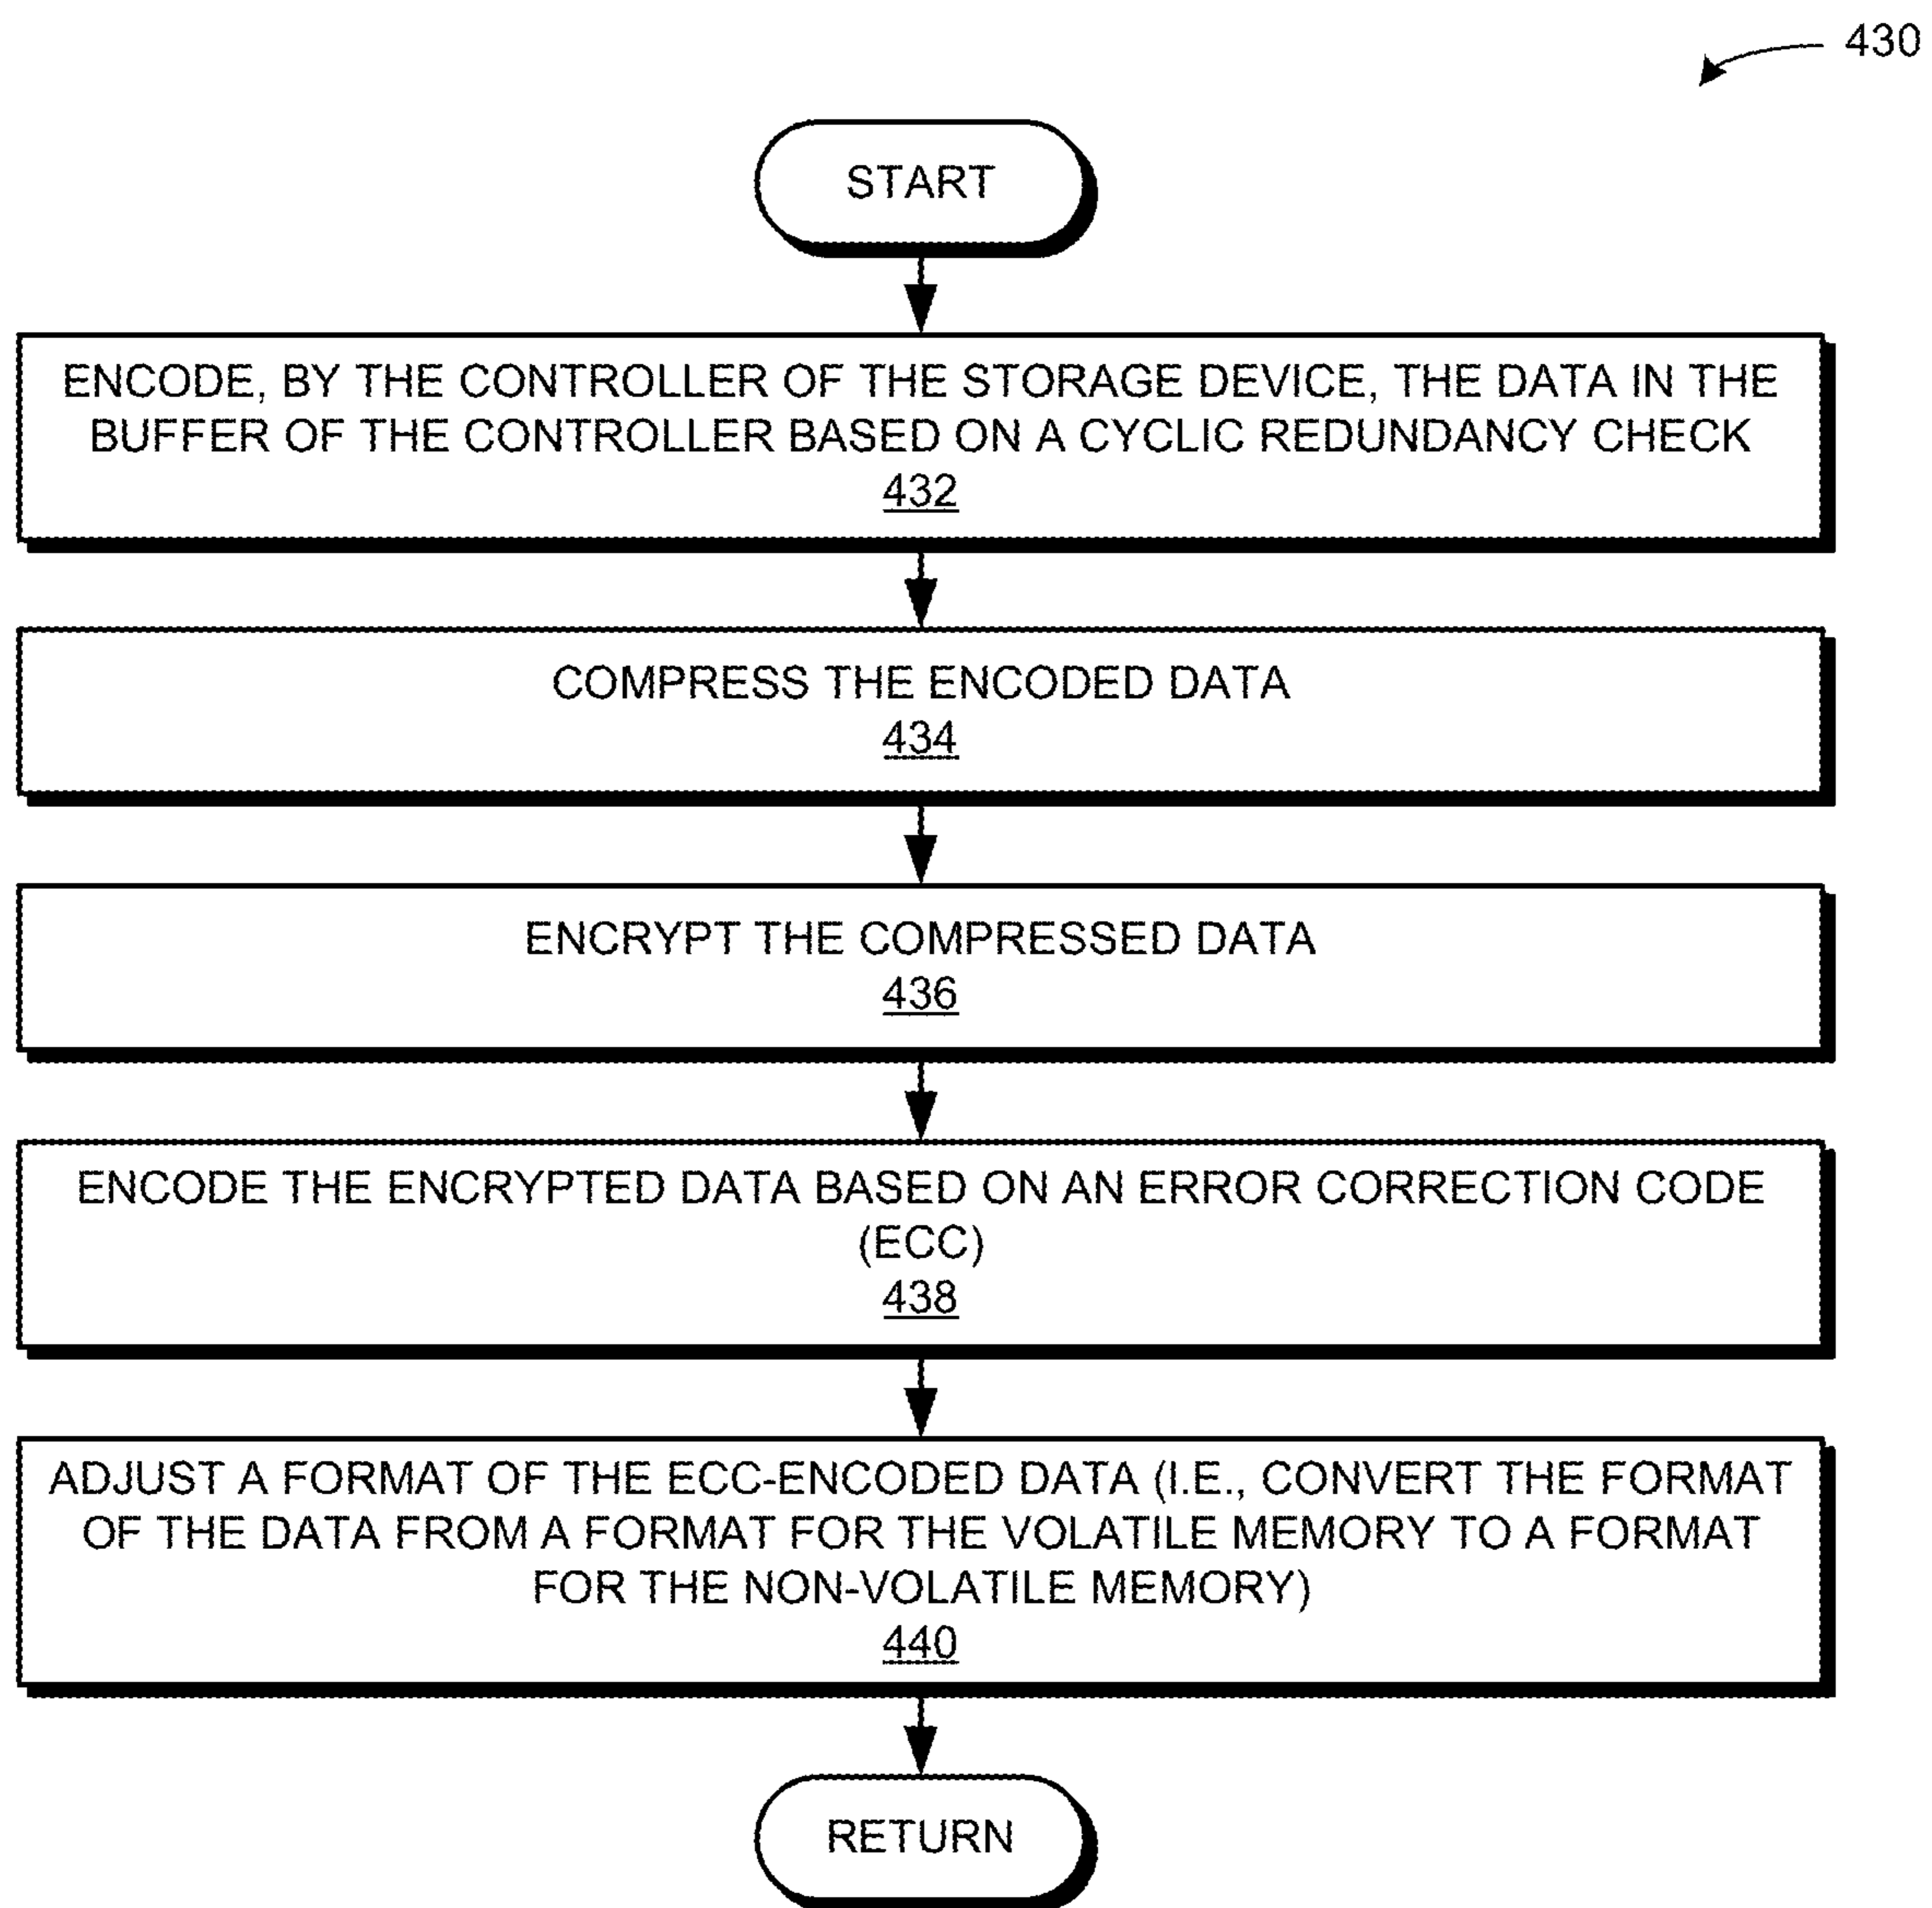 430
START
ENCODE, BY THE CONTROLLER OF THE STORAGE DEVICE, THE DATA IN THE
BUFFER OF THE CONTROLLER BASED ON A CYCLIC REDUNDANCY CHECK
432
COMPRESS THE ENCODED DATA
434
ENCRYPT THE COMPRESSED DATA
436
ENCODE THE ENCRYPTED DATA BASED ON AN ERROR CORRECTION CODE
(ECC)
438
ADJUST A FORMAT OF THE ECC-ENCODED DATA (I.E., CONVERT THE FORMAT
OF THE DATA FROM A FORMAT FOR THE VOLATILE MEMORY TO A FORMAT
FOR THE NON-VOLATILE MEMORY)
440
RETURN